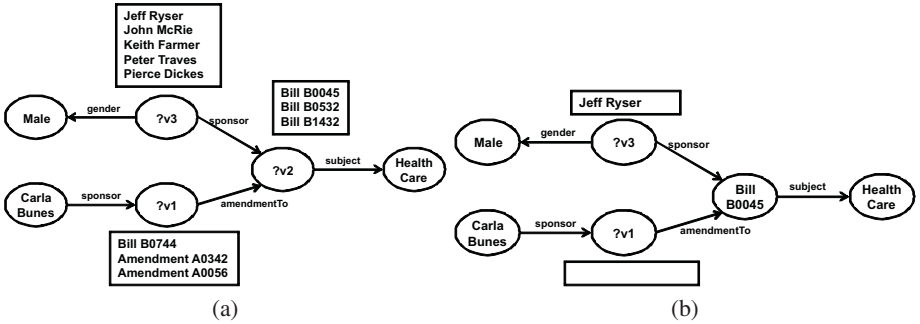 Jeff Ryser
John McRie
Keith Farmer
Peter Traves
Pierce Dickes
Bill B0045
Bill B0532
Bill B1432
Male
gender
?v3
sponsor
?v2
subject
Health
Care
Carla
Bunes
sponsor
?v1
amendmentTo
Bill B0744
Amendment A0342
Amendment A0056
(a)
Jeff Ryser
Male
gender
?v3
sponsor
Bill
B0045
subject
Health
Care
Carla
Bunes
sponsor
?v1
amendmentTo
(b)